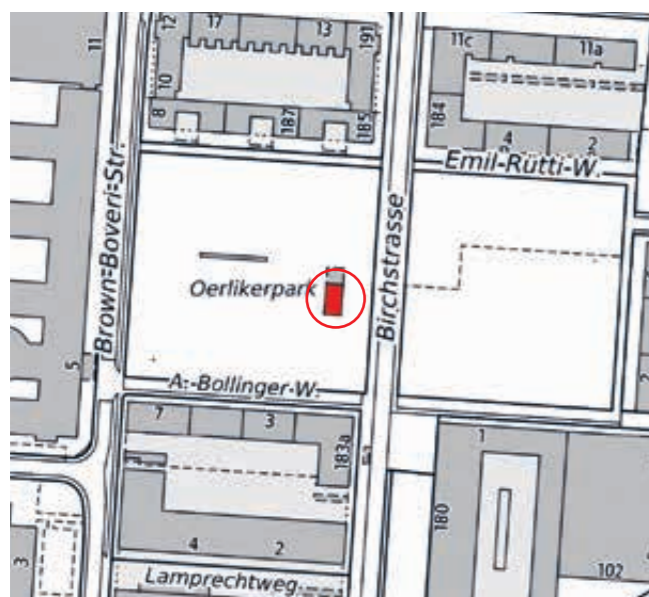 11
12
17
13
191
11c
11a
10
8
187
185
184
4
2
Emil-Rütti-W.
Brown-Boveri-Str.
Birchstrasse
Oerlikerpark
5
A.-Bollinger-W.
2
7
3
183a
1
180
4
2
3
102
Lamprechtweg